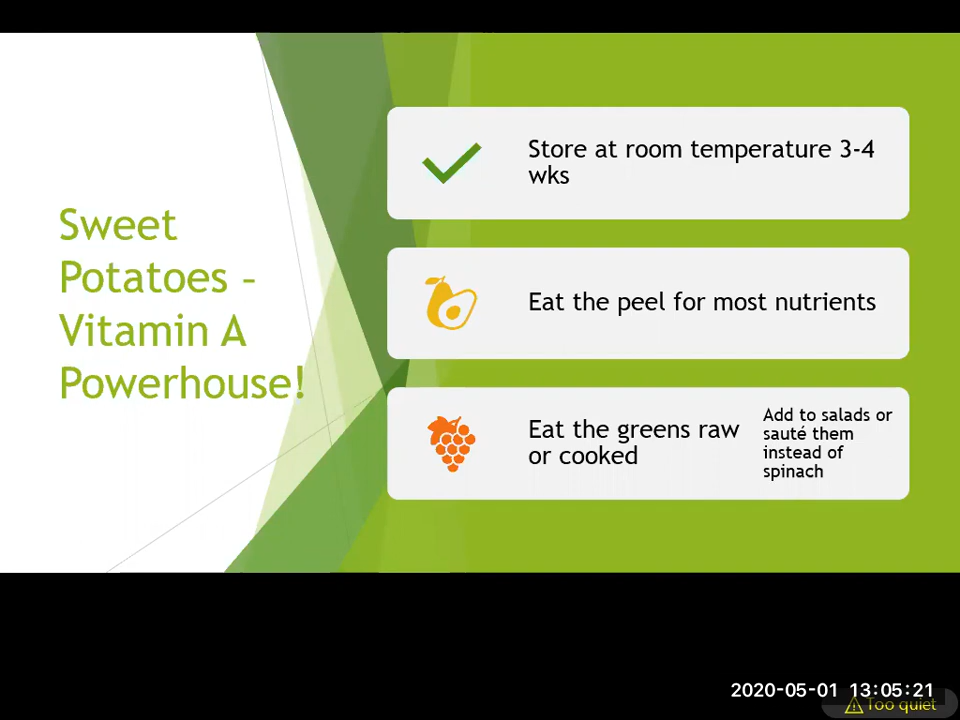 Sweet
Potatoes –
Vitamin A
Powerhouse!
Store at room temperature 3-4
wks
Eat the peel for most nutrients
Eat the greens raw
or cooked
Add to salads or
sauté them
instead of
spinach
2020-05-01 13:05:21
Too quiet